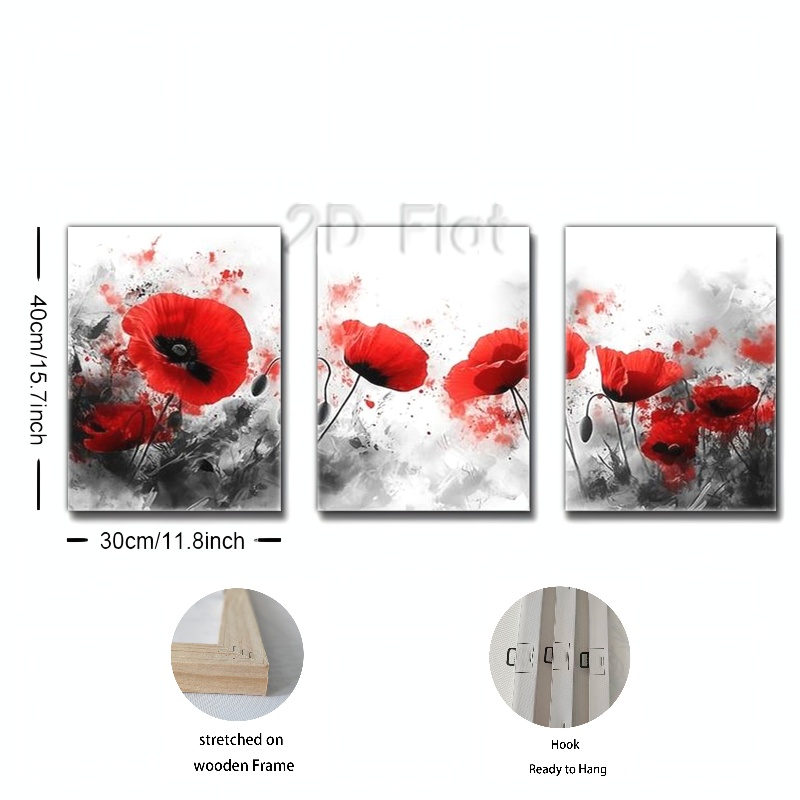 2D Flat
40cm/15.7inch
30cm/11.8inch
stretched on
wooden Frame
Hook
Ready to Hang